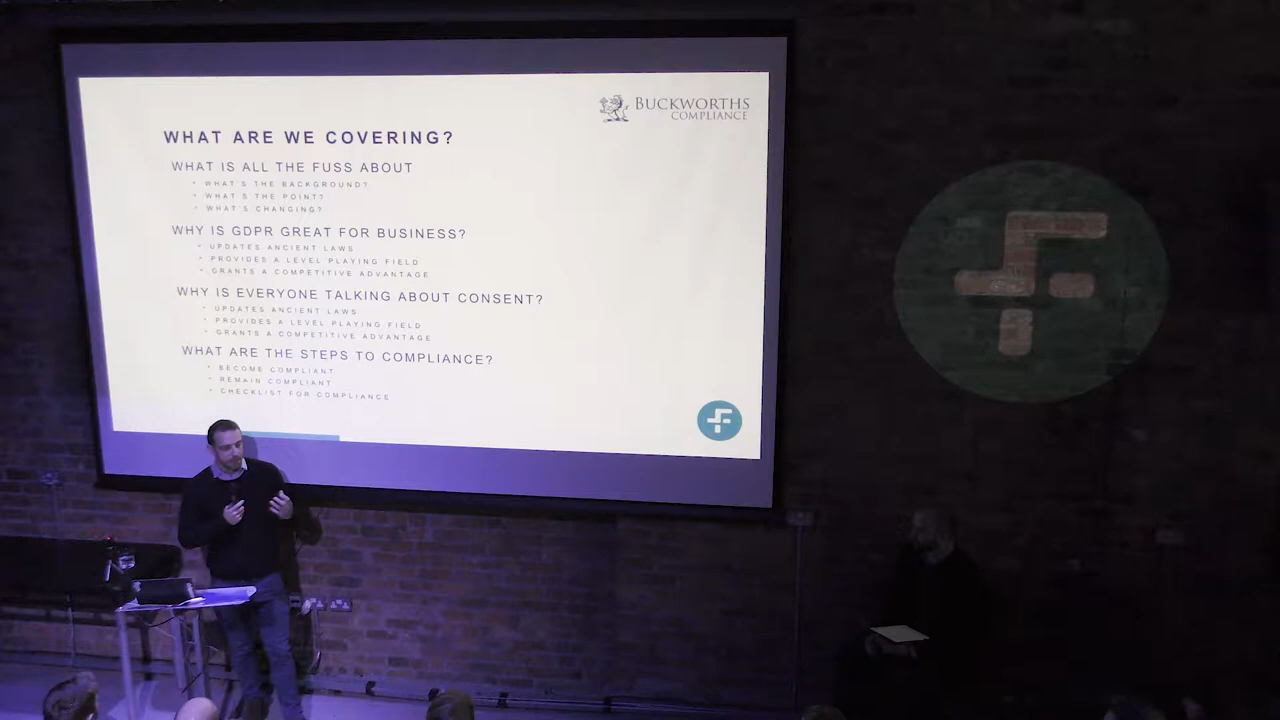 BUCKWORTHS
COMPLIANCE
WHAT ARE WE COVERING?
WHAT IS ALL THE FUSS ABOUT
• WHAT'S THE BACKGROUND?
• WHAT'S THE POINT?
• WHAT'S CHANGING?
WHY IS GDPR GREAT FOR BUSINESS?
• UPDATES ANCIENT LAWS
• PROVIDES A LEVEL PLAYING FIELD
• GRANTS A COMPETITIVE ADVANTAGE
WHY IS EVERYONE TALKING ABOUT CONSENT?
• UPDATES ANCIENT LAWS
• PROVIDES A LEVEL PLAYING FIELD
• GRANTS A COMPETITIVE ADVANTAGE
WHAT ARE THE STEPS TO COMPLIANCE?
• BECOME COMPLIANT
• REMAIN COMPLIANT
• CHECKLIST FOR COMPLIANCE